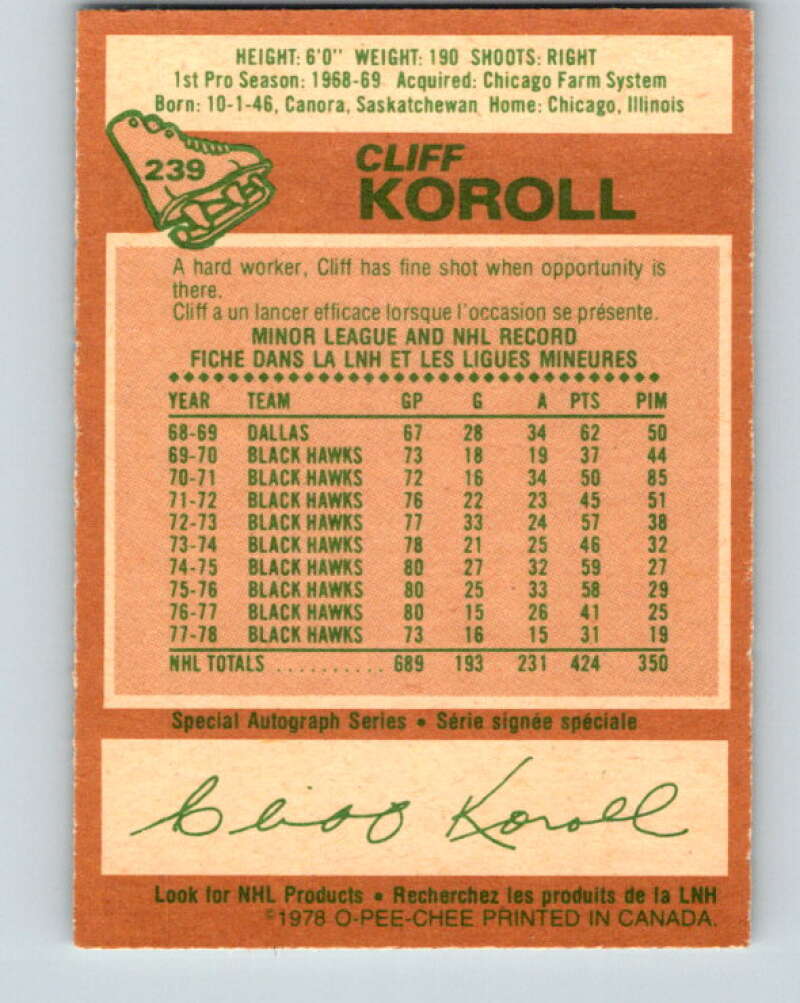 HEIGHT: 6'0" WEIGHT: 190 SHOOTS: RIGHT
1st Pro Season: 1968-69 Acquired: Chicago Farm System
Born: 10-1-46, Canora, Saskatchewan Home: Chicago, Illinois
239
CLIFF
KOROLL
A hard worker, Cliff has fine shot when opportunity is
there.
Cliff a un lancer efficace lorsque l'occasion se présente.
MINOR LEAGUE AND NHL RECORD
FICHE DANS LA LNH ET LES LIGUES MINEURES
YEAR TEAM GP G A PTS PIM
68-69 DALLAS 67 28 34 62 50
69-70 BLACK HAWKS 73 18 19 37 44
70-71 BLACK HAWKS 72 16 34 50 85
71-72 BLACK HAWKS 76 22 23 45 51
72-73 BLACK HAWKS 77 33 24 57 38
73-74 BLACK HAWKS 78 21 25 46 32
74-75 BLACK HAWKS 80 27 32 59 27
75-76 BLACK HAWKS 80 25 33 58 29
76-77 BLACK HAWKS 80 15 26 41 25
77-78 BLACK HAWKS 73 16 15 31 19
NHL TOTALS .......... 689 193 231 424 350
Special Autograph Series • Série signée spéciale
Cliff Koroll
Look for NHL Products • Recherchez les produits de la LNH
©1978 O-PEE-CHEE PRINTED IN CANADA.